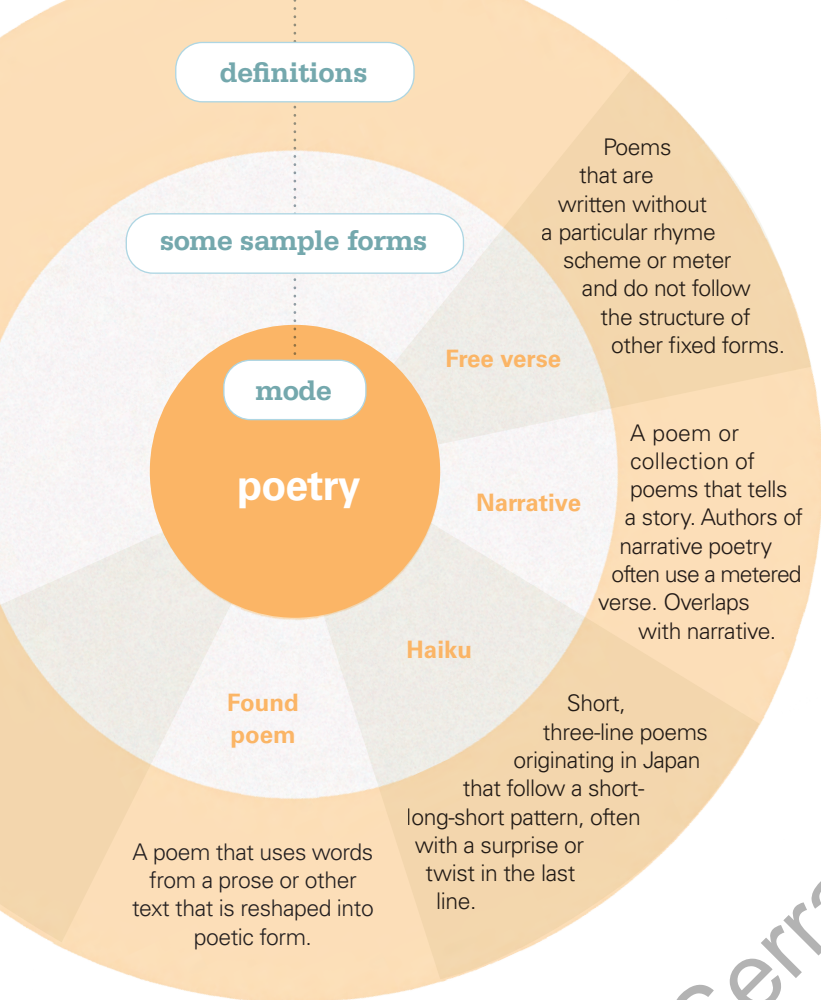 definitions
some sample forms
mode
poetry
Free verse
Poems
that are
written without
a particular rhyme
scheme or meter
and do not follow
the structure of
other fixed forms.
Narrative
A poem or
collection of
poems that tells
a story. Authors of
narrative poetry
often use a metered
verse. Overlaps
with narrative.
Haiku
Short,
three-line poems
originating in Japan
that follow a short-
long-short pattern, often
with a surprise or
twist in the last
line.
Found
poem
A poem that uses words
from a prose or other
text that is reshaped into
poetic form.